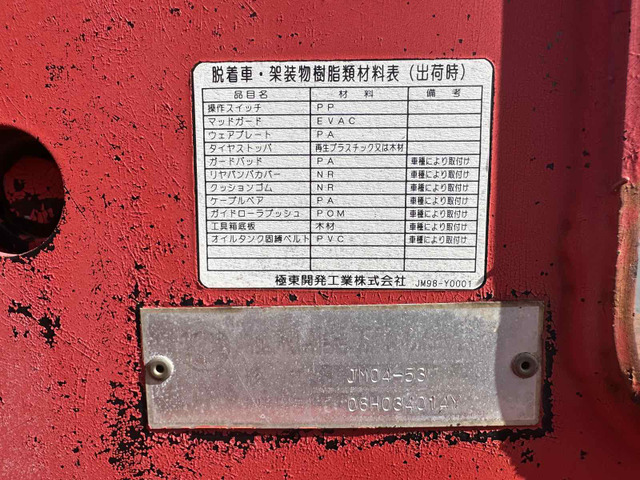 脱着車・架装物樹脂類材料表（出荷時）
品目名 材料 備考
操作スイッチ PP
マッドガード EVAC
ウェアプレート PA
タイヤストッパ 再生プラスチック又は木材
ガードパッド PA 車種により取付け
リヤバンパカバー NR 車種により取付け
クッションゴム NR 車種により取付け
ケーブルベア PA 車種により取付け
ガイドローラブッシュ POM 車種により取付け
工具箱底板 木材 車種により取付け
オイルタンク固縛ベルト PVC 車種により取付け
極東開発工業株式会社 JM98-Y0001
JM04-53